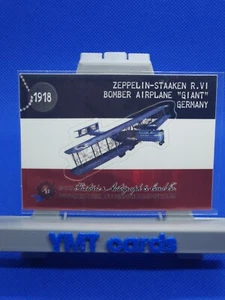 ZEPPELIN-STAAKEN R.VI
BOMBER AIRPLANE "GIANT"
GERMANY
1918
YMT cards